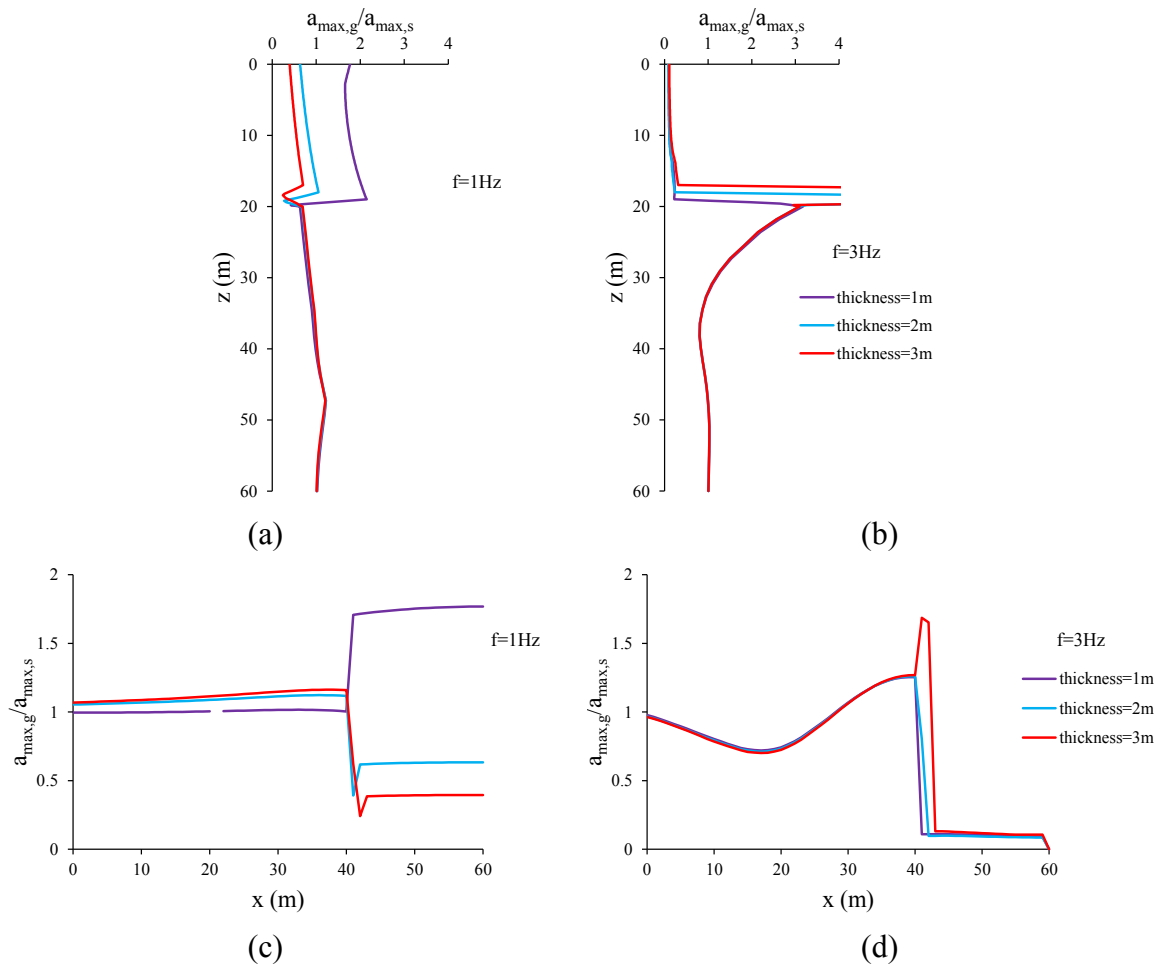 a_max,g/a_max,s
0 1 2 3 4
0
10
20
30
40
50
60
z (m)
f=1Hz
(a)
a_max,g/a_max,s
0 1 2 3 4
0
10
20
30
40
50
60
z (m)
f=3Hz
thickness=1m
thickness=2m
thickness=3m
(b)
2
1.5
1
0.5
0
a_max,g/a_max,s
f=1Hz
0 10 20 30 40 50 60
x (m)
(c)
2
1.5
1
0.5
0
a_max,g/a_max,s
f=3Hz
thickness=1m
thickness=2m
thickness=3m
0 10 20 30 40 50 60
x (m)
(d)